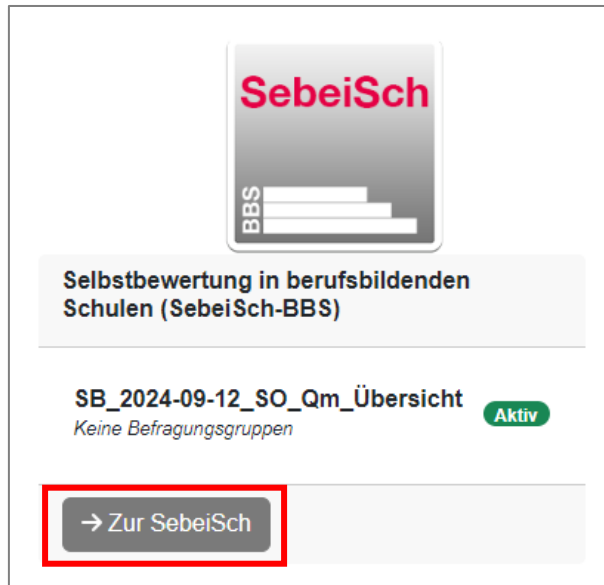 SebeiSch
BBS
Selbstbewertung in berufsbildenden
Schulen (SebeiSch-BBS)
SB_2024-09-12_SO_Qm_Übersicht
Aktiv
Keine Befragungsgruppen
→ Zur SebeiSch